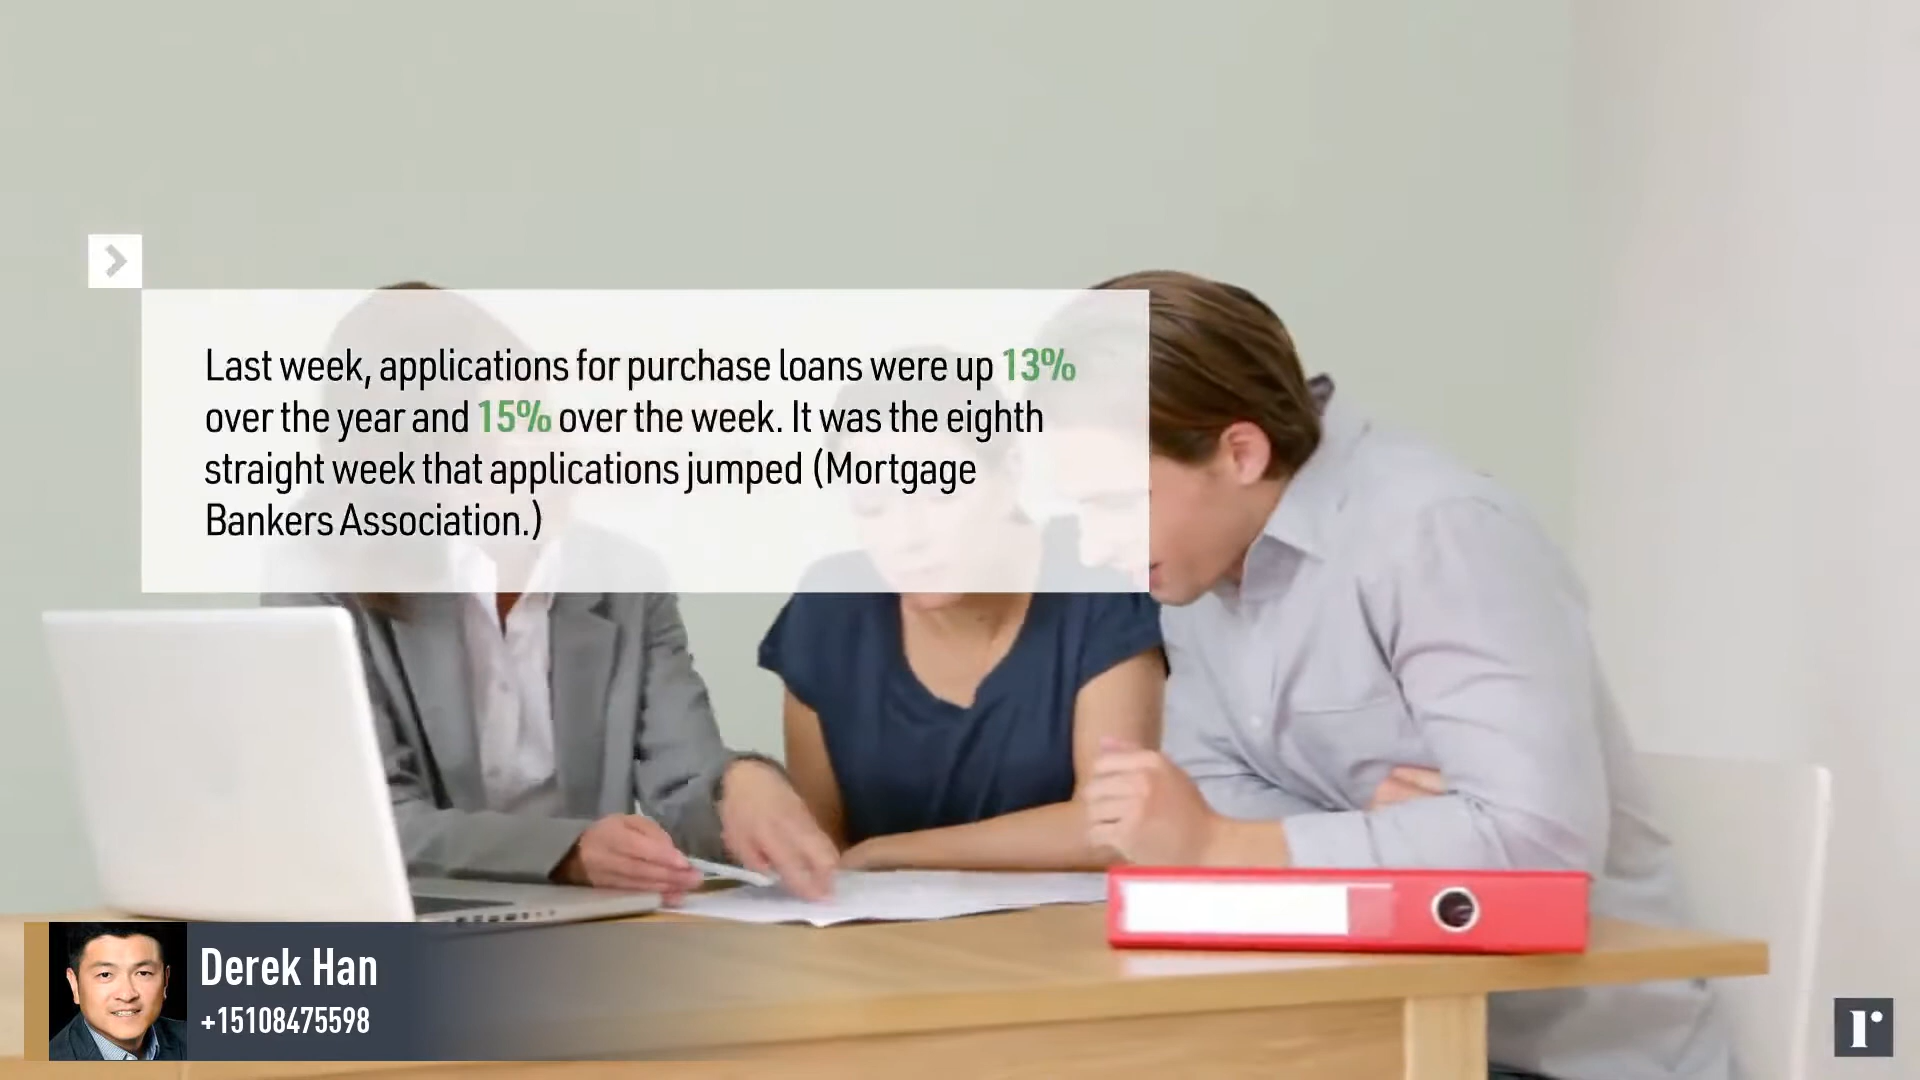 Last week, applications for purchase loans were up 13%
over the year and 15% over the week. It was the eighth
straight week that applications jumped (Mortgage
Bankers Association.)
Derek Han
+15108475598
r